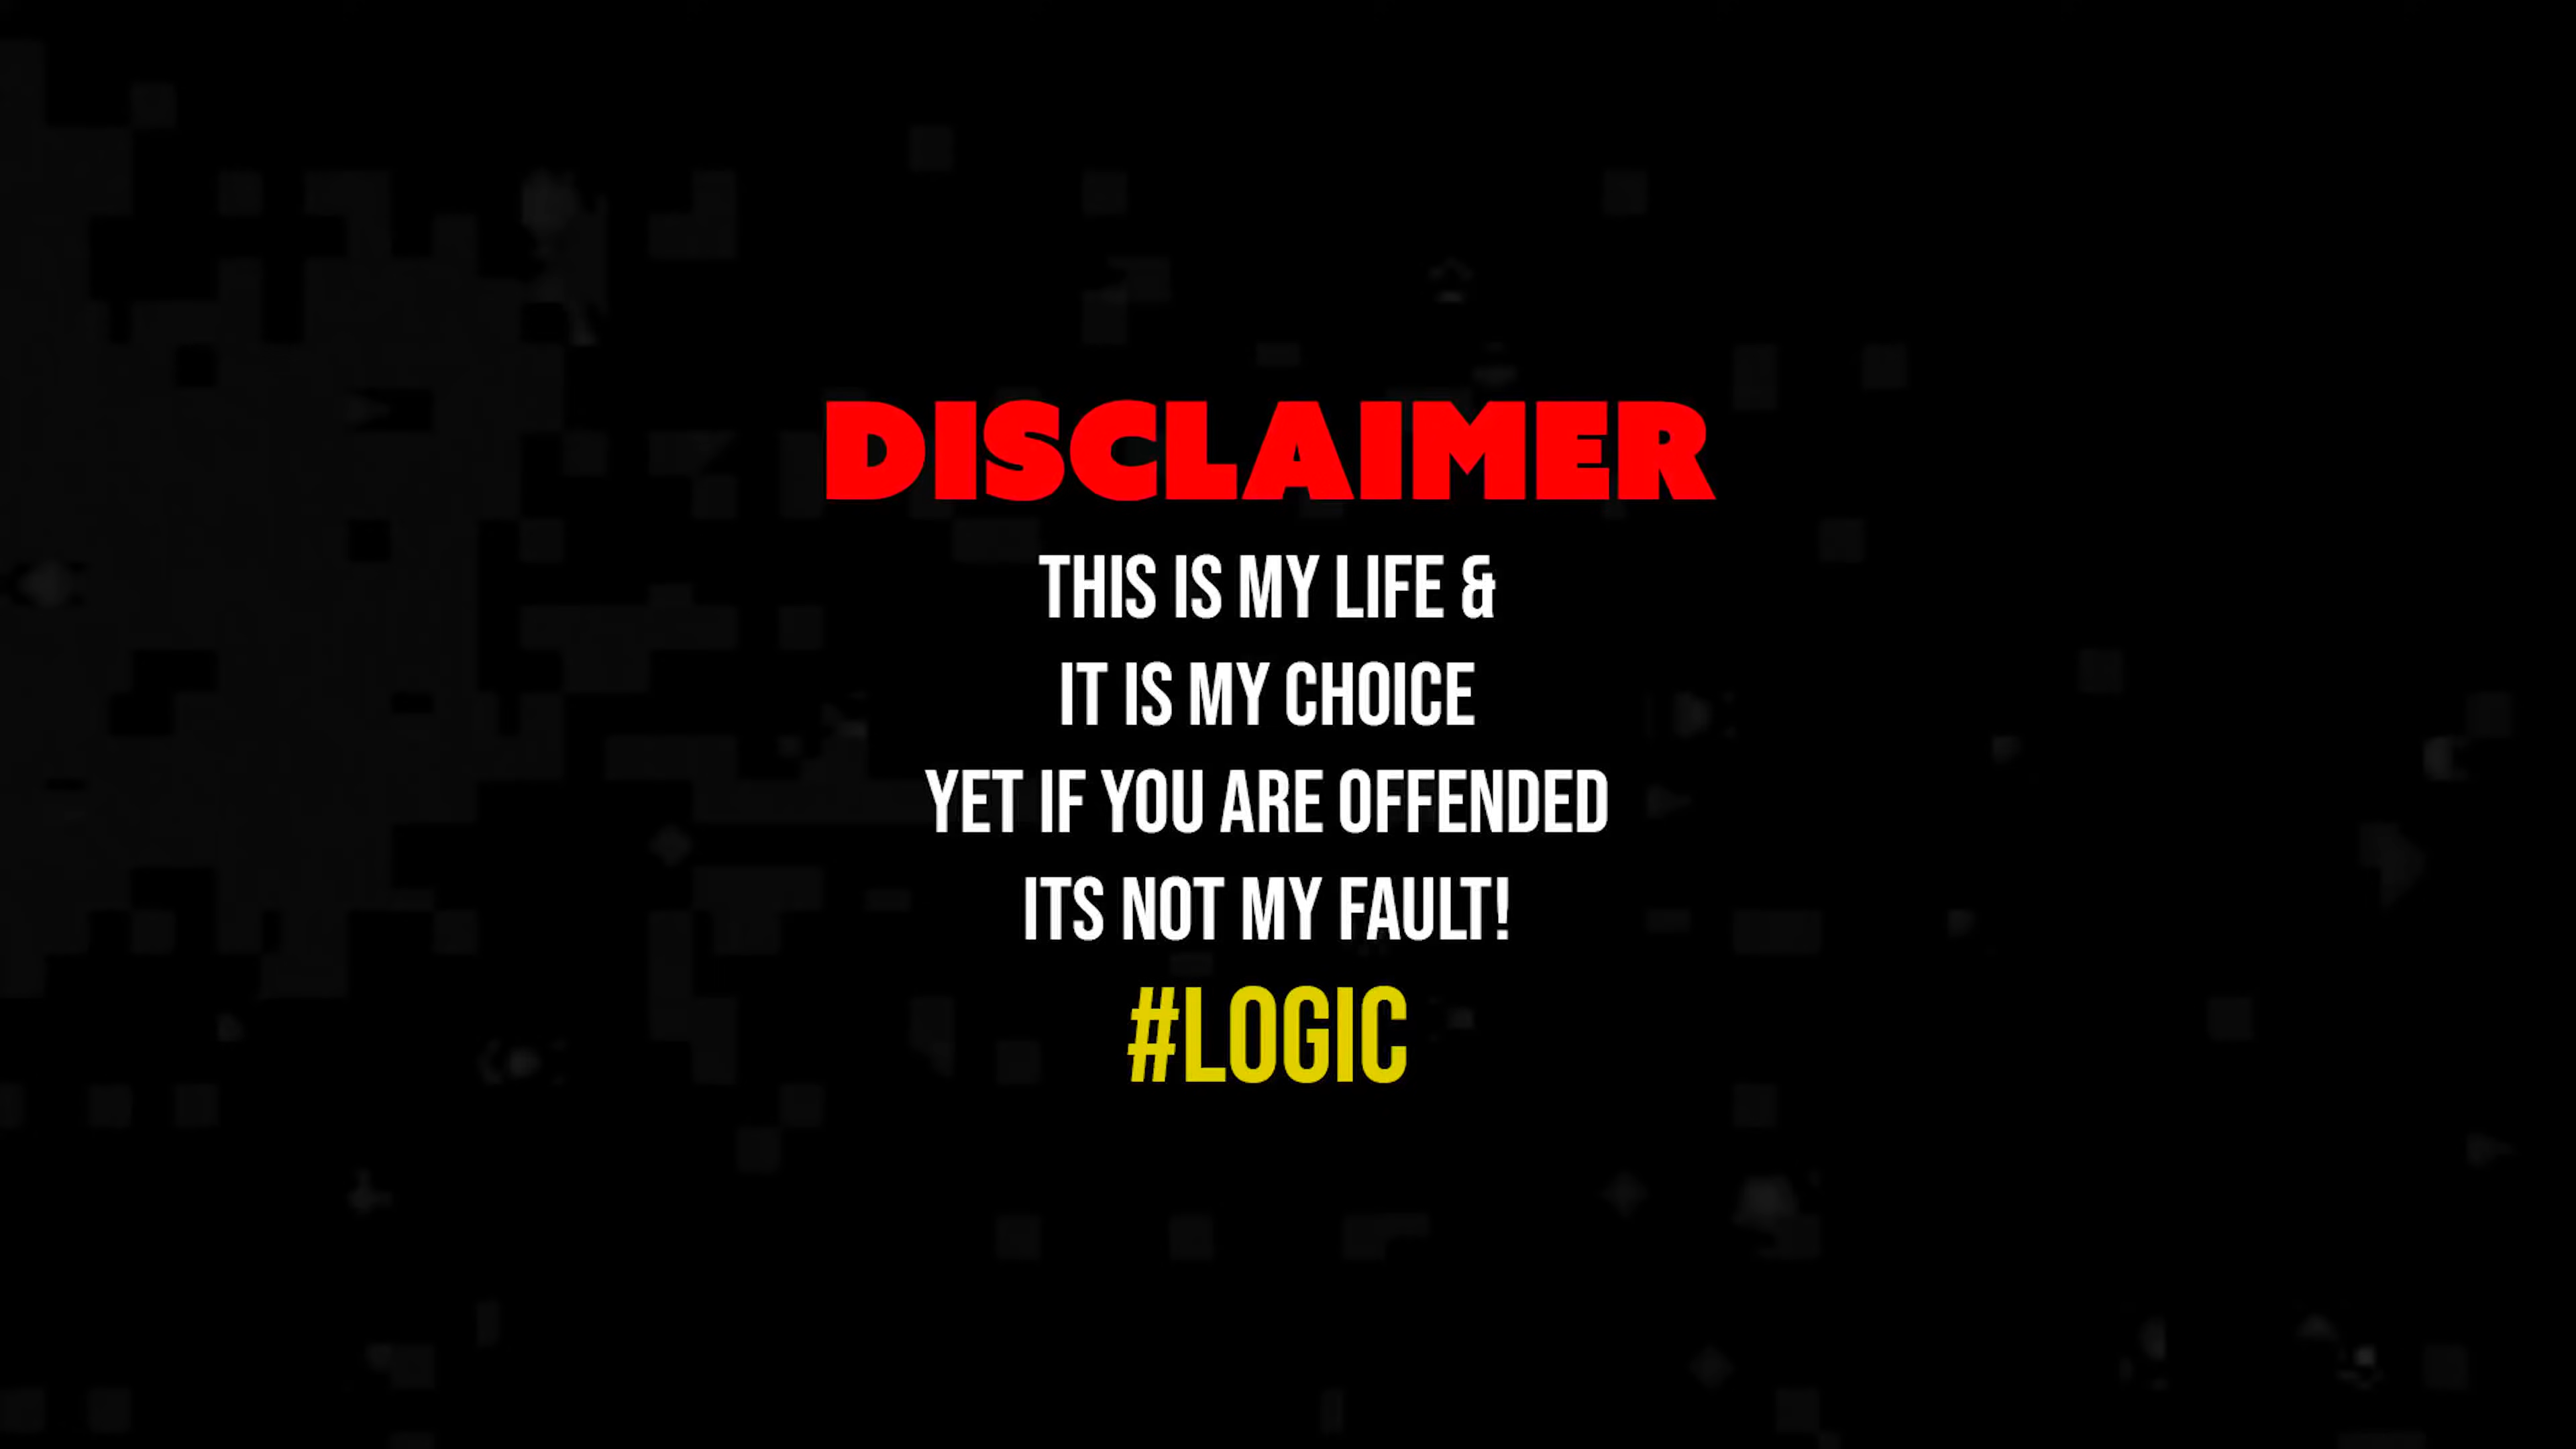 DISCLAIMER
THIS IS MY LIFE &
IT IS MY CHOICE
YET IF YOU ARE OFFENDED
ITS NOT MY FAULT!
#LOGIC